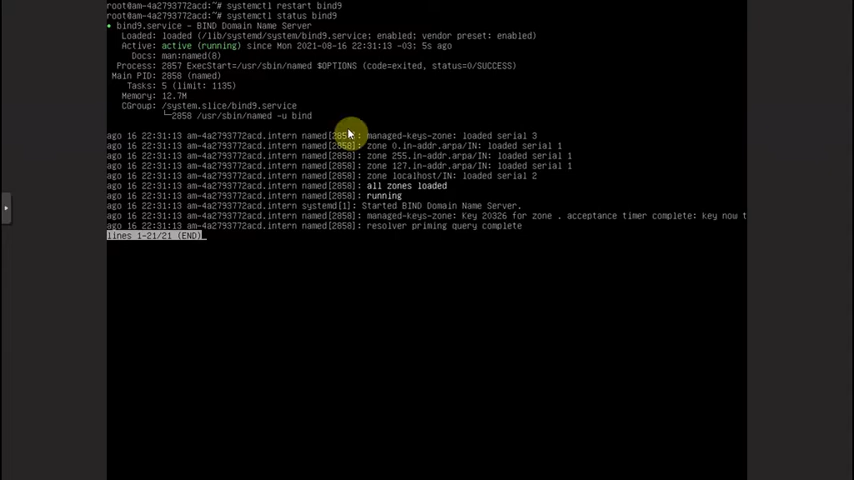 root@am-4a2793772acd:~# systemctl restart bind9
root@am-4a2793772acd:~# systemctl status bind9
● bind9.service - BIND Domain Name Server
Loaded: loaded (/lib/systemd/system/bind9.service; enabled; vendor preset: enabled)
Active: active (running) since Mon 2021-08-16 22:31:13 -03; 5s ago
Docs: man:named(8)
Process: 2857 ExecStart=/usr/sbin/named $OPTIONS (code=exited, status=0/SUCCESS)
Main PID: 2858 (named)
Tasks: 5 (limit: 1135)
Memory: 12.7M
CGroup: /system.slice/bind9.service
└─2858 /usr/sbin/named -u bind
ago 16 22:31:13 am-4a2793772acd.intern named[2858]: managed-keys-zone: loaded serial 3
ago 16 22:31:13 am-4a2793772acd.intern named[2858]: zone 0.in-addr.arpa/IN: loaded serial 1
ago 16 22:31:13 am-4a2793772acd.intern named[2858]: zone 255.in-addr.arpa/IN: loaded serial 1
ago 16 22:31:13 am-4a2793772acd.intern named[2858]: zone 127.in-addr.arpa/IN: loaded serial 1
ago 16 22:31:13 am-4a2793772acd.intern named[2858]: zone localhost/IN: loaded serial 2
ago 16 22:31:13 am-4a2793772acd.intern named[2858]: all zones loaded
ago 16 22:31:13 am-4a2793772acd.intern named[2858]: running
ago 16 22:31:13 am-4a2793772acd.intern systemd[1]: Started BIND Domain Name Server.
ago 16 22:31:13 am-4a2793772acd.intern named[2858]: managed-keys-zone: Key 20326 for zone . acceptance timer complete: key now t
ago 16 22:31:13 am-4a2793772acd.intern named[2858]: resolver priming query complete
lines 1-21/21 (END)